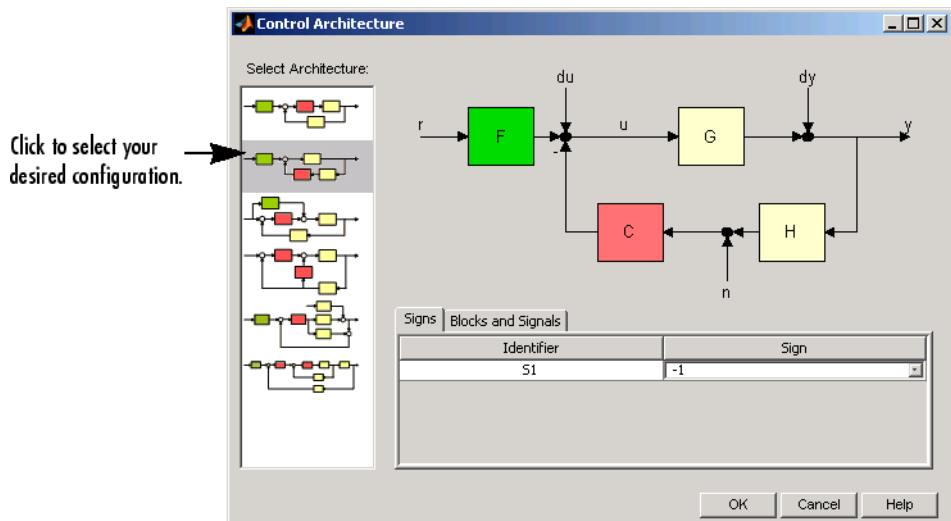 Control Architecture
Select Architecture:
Click to select your
desired configuration.
du
dy
r
F
u
G
y
-
C
H
n
Signs
Blocks and Signals
Identifier
Sign
S1
-1
OK
Cancel
Help